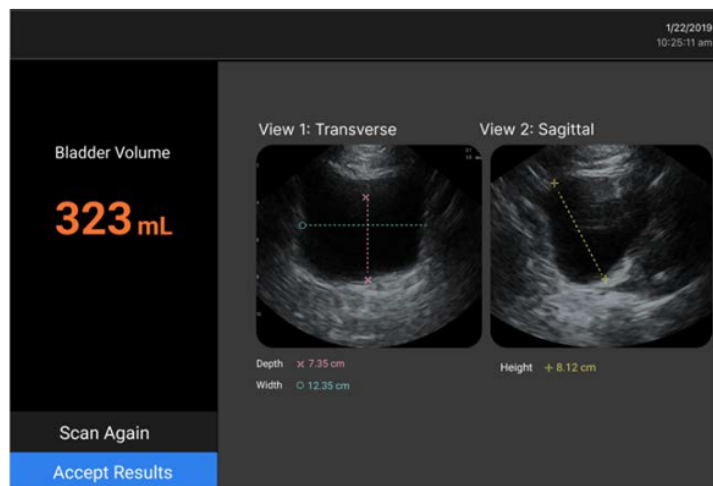 1/22/2019
10:25:11 am
Bladder Volume
323 mL
View 1: Transverse
View 2: Sagittal
Depth × 7.35 cm
Width ○ 12.35 cm
Height + 8.12 cm
Scan Again
Accept Results